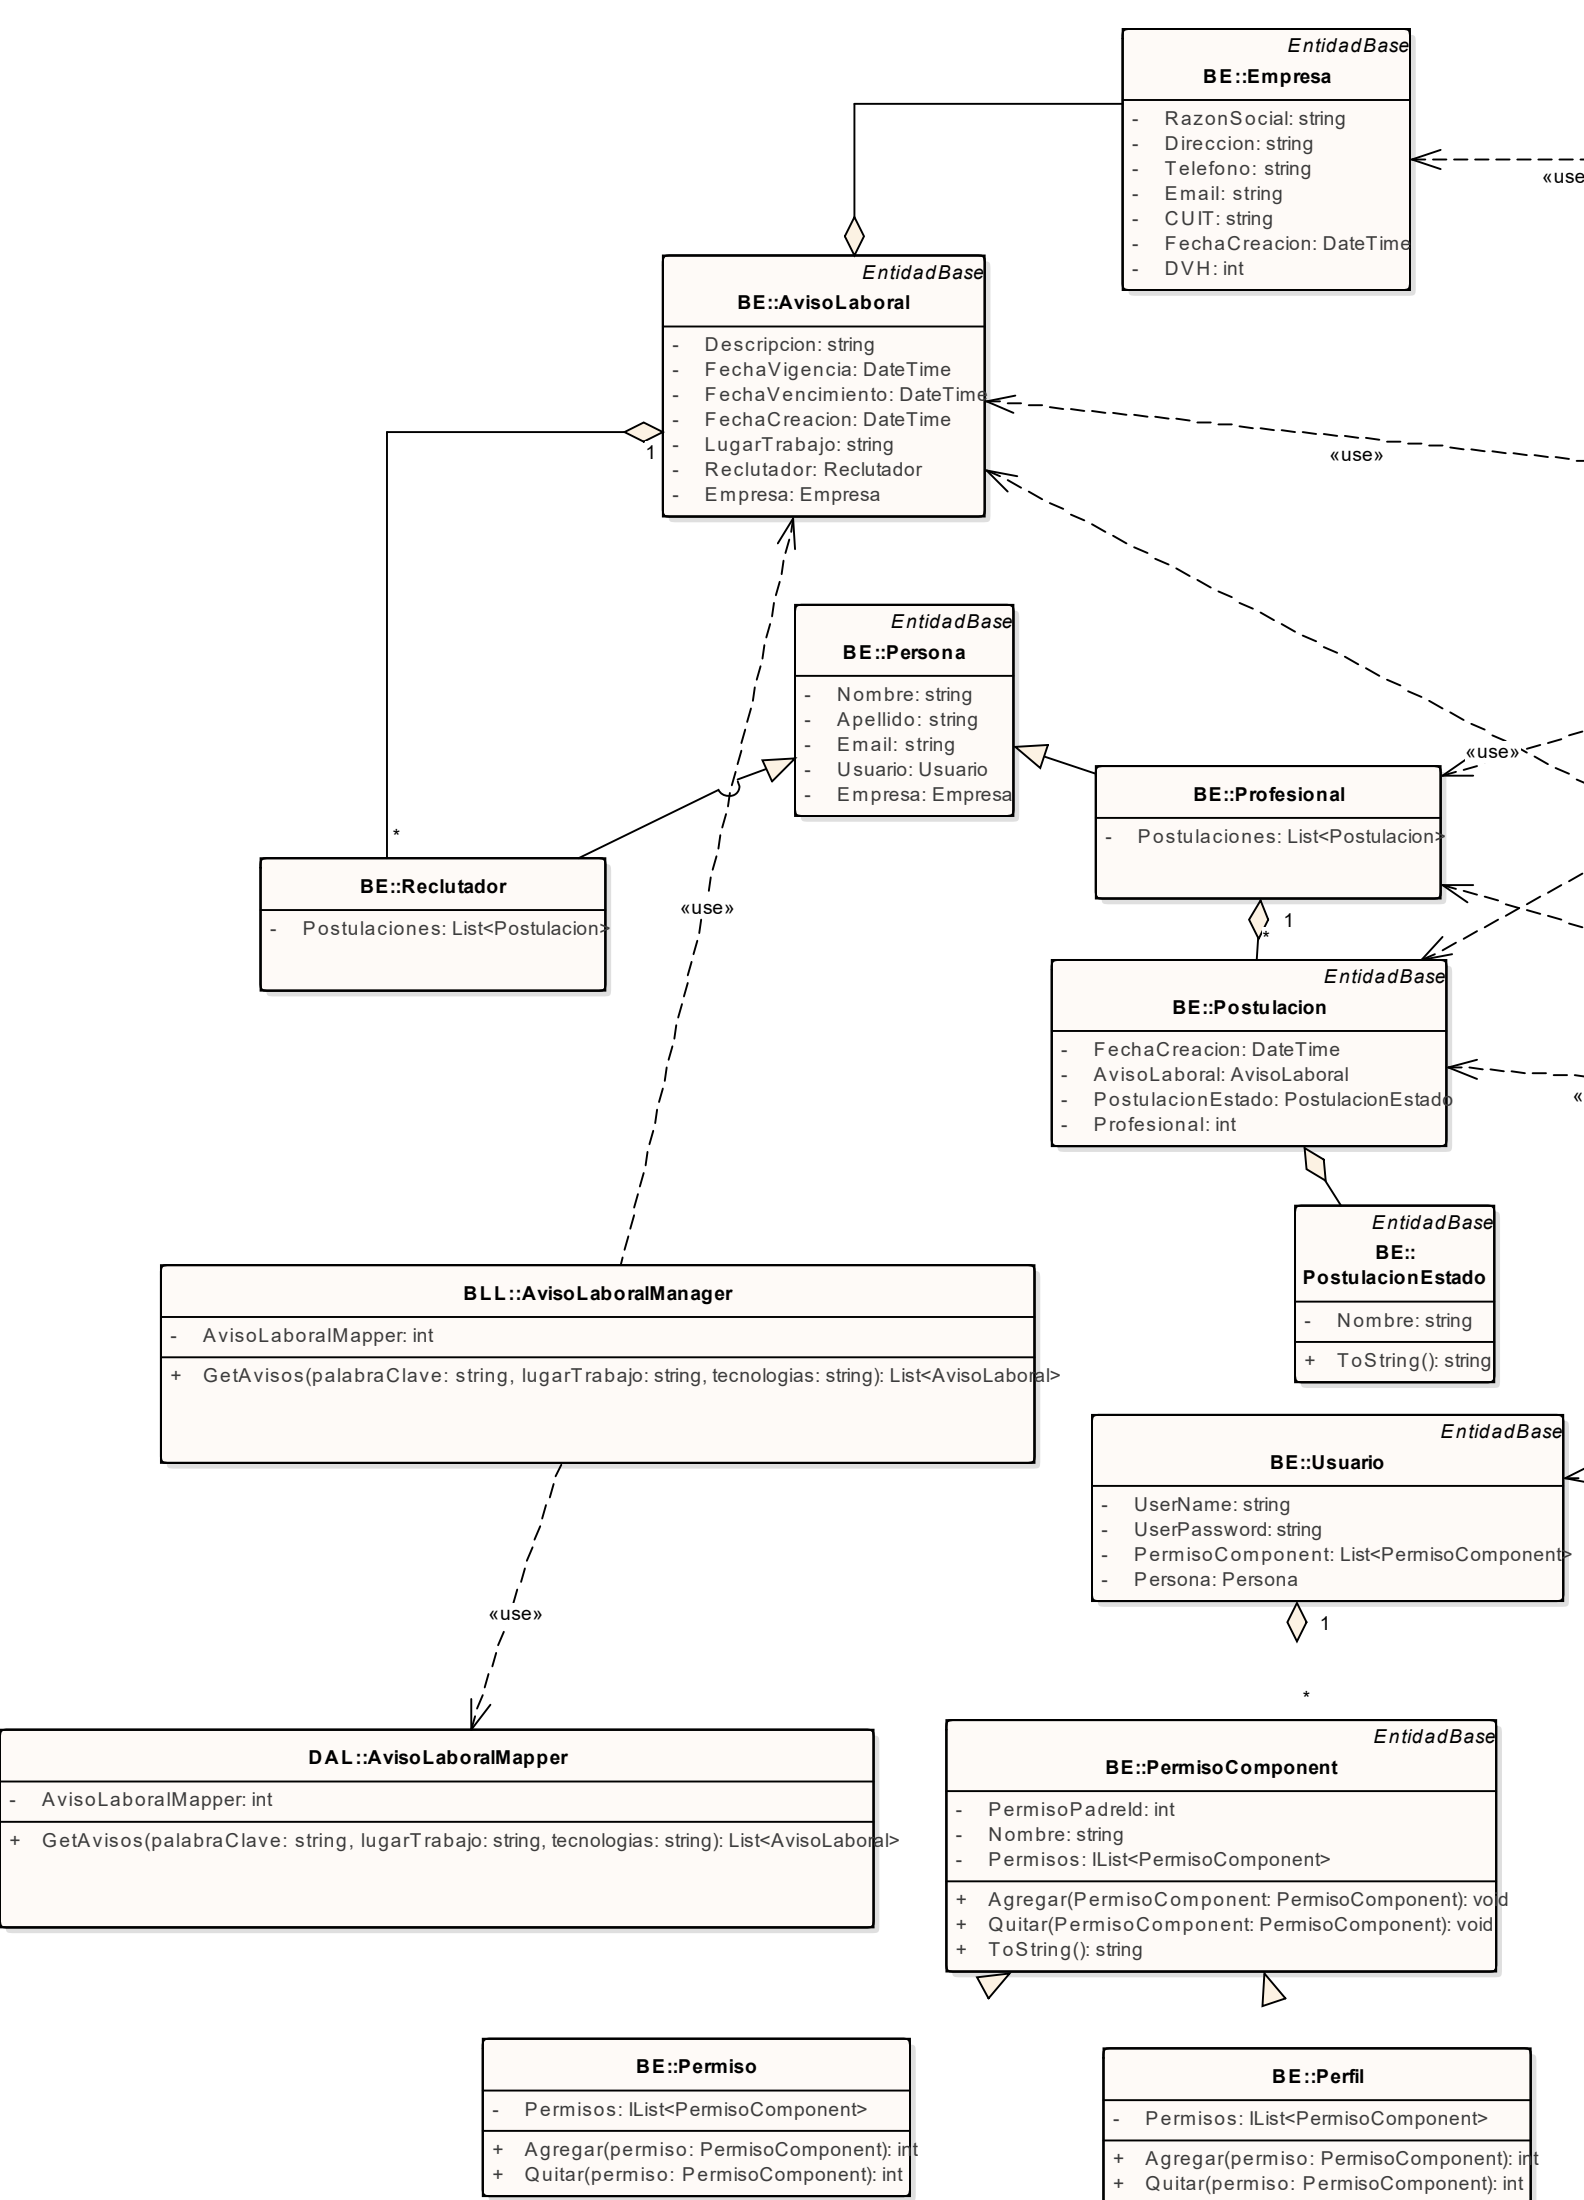 EntidadBase
BE::Empresa
- RazonSocial: string
- Direccion: string
- Telefono: string
- Email: string
- CUIT: string
- FechaCreacion: DateTime
- DVH: int
«use
EntidadBase
BE::AvisoLaboral
- Descripcion: string
- FechaVigencia: DateTime
- FechaVencimiento: DateTime
- FechaCreacion: DateTime
- LugarTrabajo: string
- Reclutador: Reclutador
- Empresa: Empresa
1
«use»
EntidadBase
BE::Persona
- Nombre: string
- Apellido: string
- Email: string
- Usuario: Usuario
- Empresa: Empresa
«use»
BE::Profesional
- Postulaciones: List<Postulacion>
*
BE::Reclutador
- Postulaciones: List<Postulacion>
«use»
1
*
EntidadBase
BE::Postulacion
- FechaCreacion: DateTime
- AvisoLaboral: AvisoLaboral
- PostulacionEstado: PostulacionEstado
- Profesional: int
«
EntidadBase
BE::
PostulacionEstado
- Nombre: string
+ ToString(): string
BLL::AvisoLaboralManager
- AvisoLaboralMapper: int
+ GetAvisos(palabraClave: string, lugarTrabajo: string, tecnologias: string): List<AvisoLaboral>
EntidadBase
BE::Usuario
- UserName: string
- UserPassword: string
- PermisoComponent: List<PermisoComponent>
- Persona: Persona
«use»
1
*
DAL::AvisoLaboralMapper
- AvisoLaboralMapper: int
+ GetAvisos(palabraClave: string, lugarTrabajo: string, tecnologias: string): List<AvisoLaboral>
EntidadBase
BE::PermisoComponent
- PermisoPadreId: int
- Nombre: string
- Permisos: IList<PermisoComponent>
+ Agregar(PermisoComponent: PermisoComponent): void
+ Quitar(PermisoComponent: PermisoComponent): void
+ ToString(): string
BE::Permiso
- Permisos: IList<PermisoComponent>
+ Agregar(permiso: PermisoComponent): int
+ Quitar(permiso: PermisoComponent): int
BE::Perfil
- Permisos: IList<PermisoComponent>
+ Agregar(permiso: PermisoComponent): int
+ Quitar(permiso: PermisoComponent): int